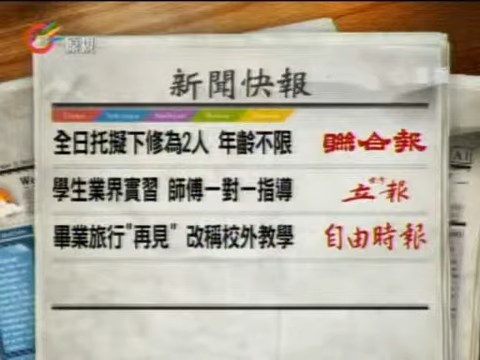 原視
新聞快報
全日托擬下修為2人 年齡不限 聯合報
學生業界實習 師傅一對一指導 立報
畢業旅行"再見" 改稱校外教學 自由時報